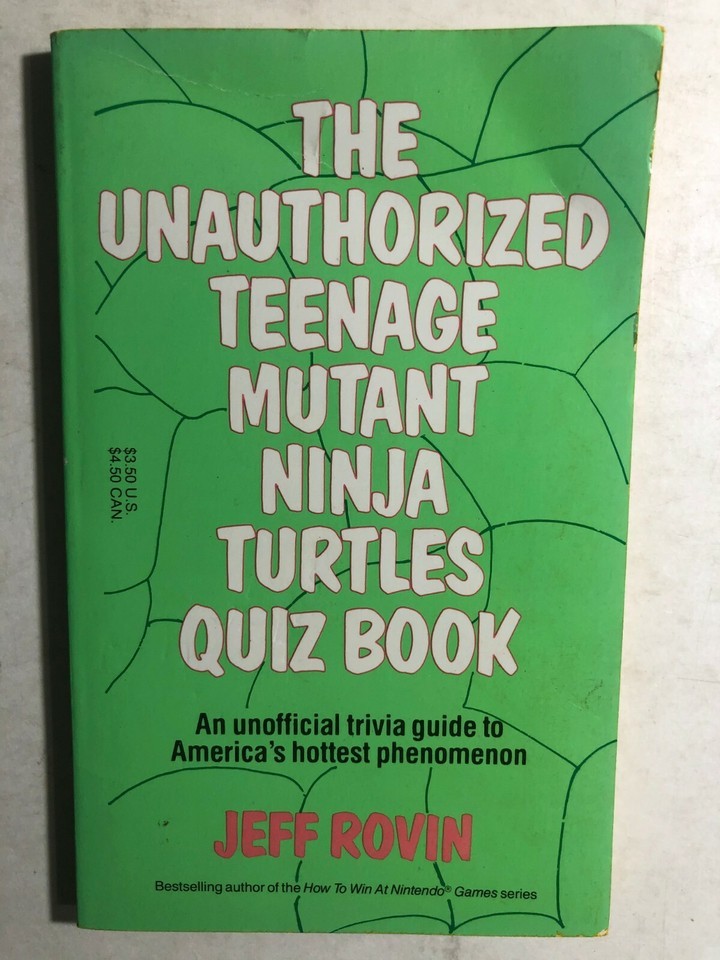 THE
UNAUTHORIZED
TEENAGE
MUTANT
NINJA
TURTLES
QUIZ BOOK
$3.50 U.S.
$4.50 CAN.
An unofficial trivia guide to
America's hottest phenomenon
JEFF ROVIN
Bestselling author of the How To Win At Nintendo® Games series